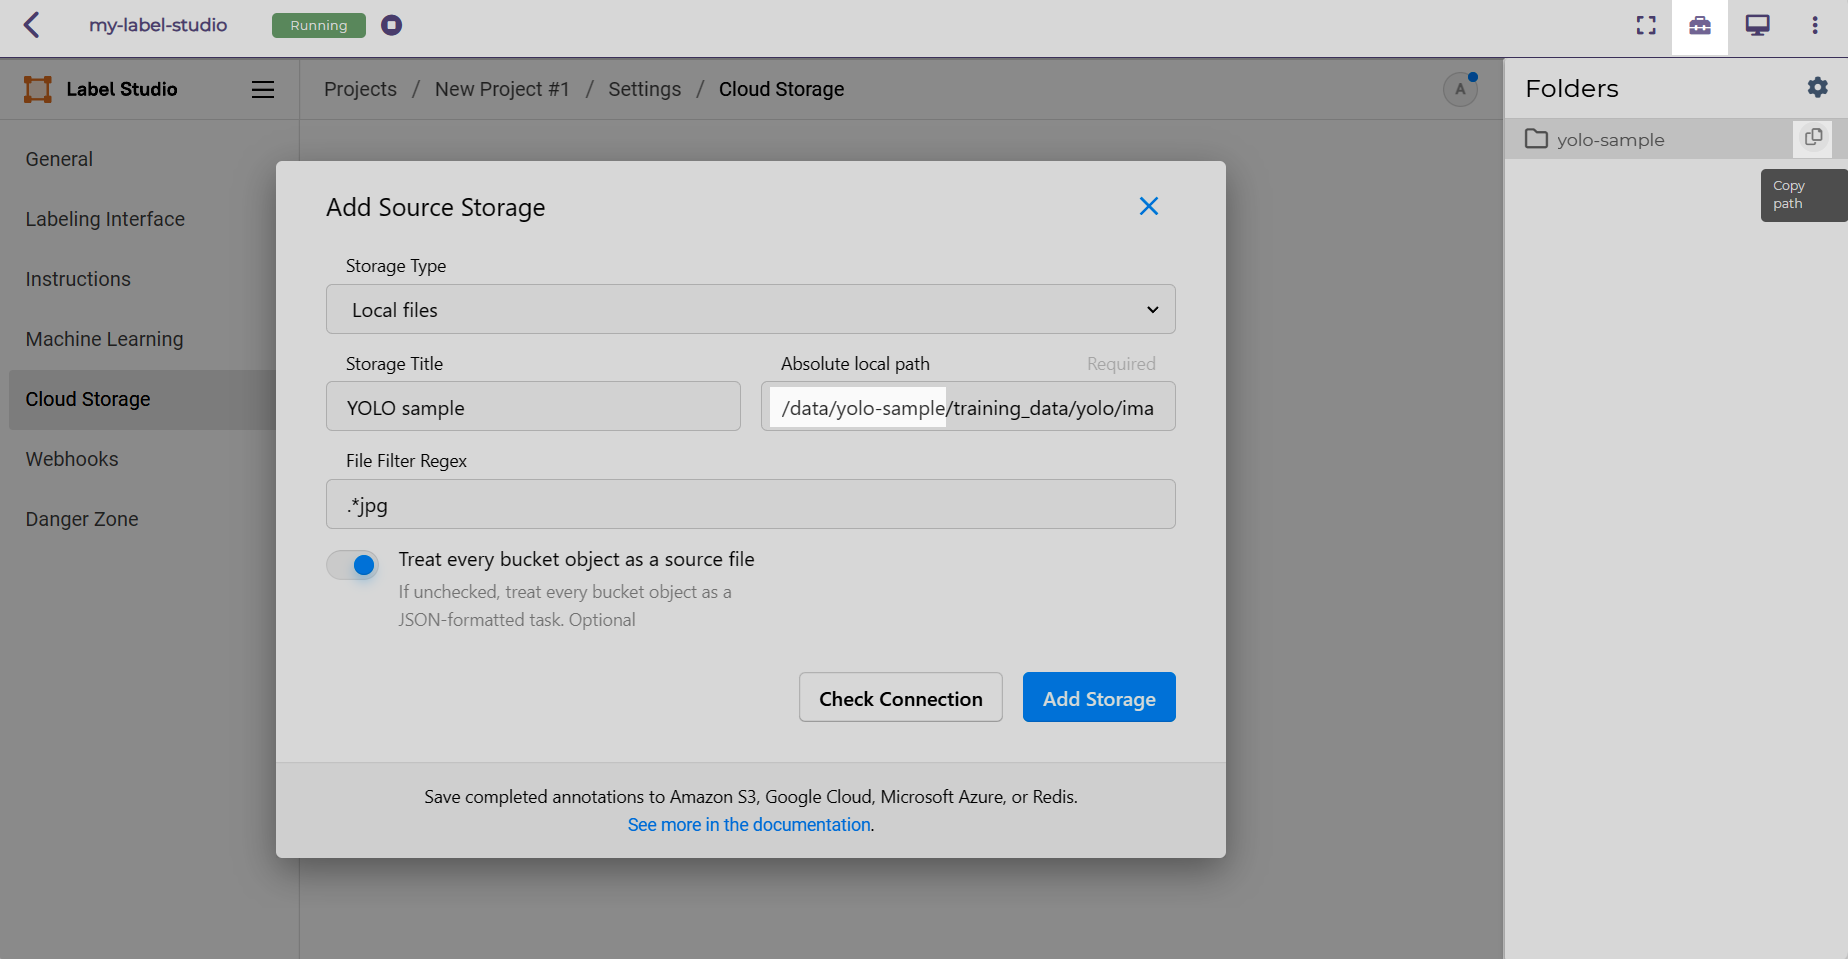 my-label-studio
Running
Label Studio
Projects / New Project #1 / Settings / Cloud Storage
A
Folders
yolo-sample
Copy
path
General
Labeling Interface
Instructions
Machine Learning
Cloud Storage
Webhooks
Danger Zone
Add Source Storage
Storage Type
Local files
Storage Title
Absolute local path Required
YOLO sample
/data/yolo-sample/training_data/yolo/ima
File Filter Regex
.*jpg
Treat every bucket object as a source file
If unchecked, treat every bucket object as a
JSON-formatted task. Optional
Check Connection
Add Storage
Save completed annotations to Amazon S3, Google Cloud, Microsoft Azure, or Redis.
See more in the documentation.